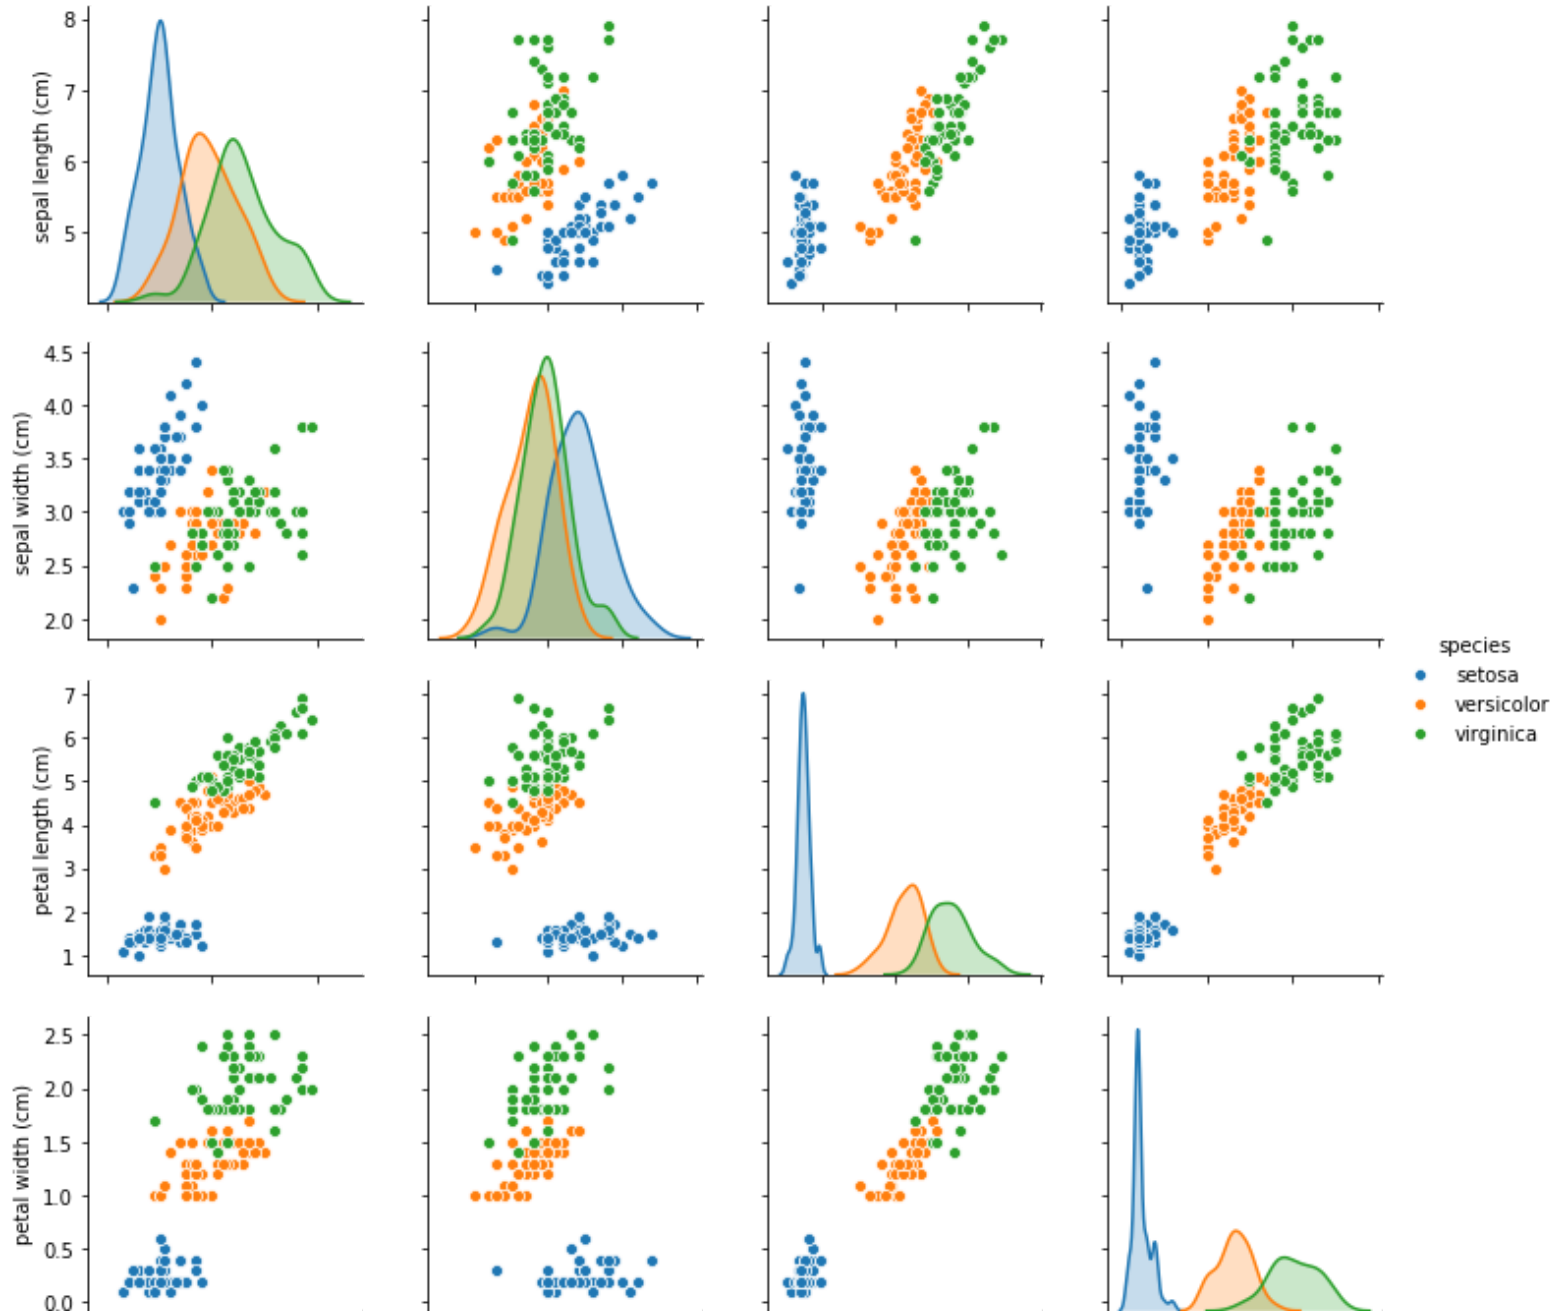 8
7
6
5
sepal length (cm)
4.5
4.0
3.5
3.0
2.5
2.0
sepal width (cm)
species
setosa
versicolor
virginica
7
6
5
4
3
2
1
petal length (cm)
2.5
2.0
1.5
1.0
0.5
0.0
petal width (cm)